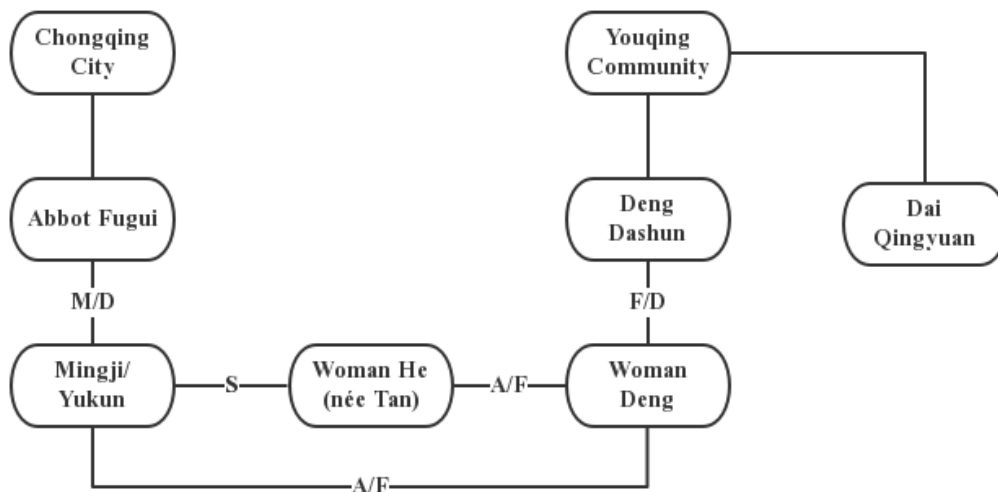 Chongqing
City
Youqing
Community
Abbot Fugui
Deng
Dashun
Dai
Qingyuan
M/D
F/D
Mingji/
Yukun
S
Woman He
(née Tan)
A/F
Woman
Deng
A/F